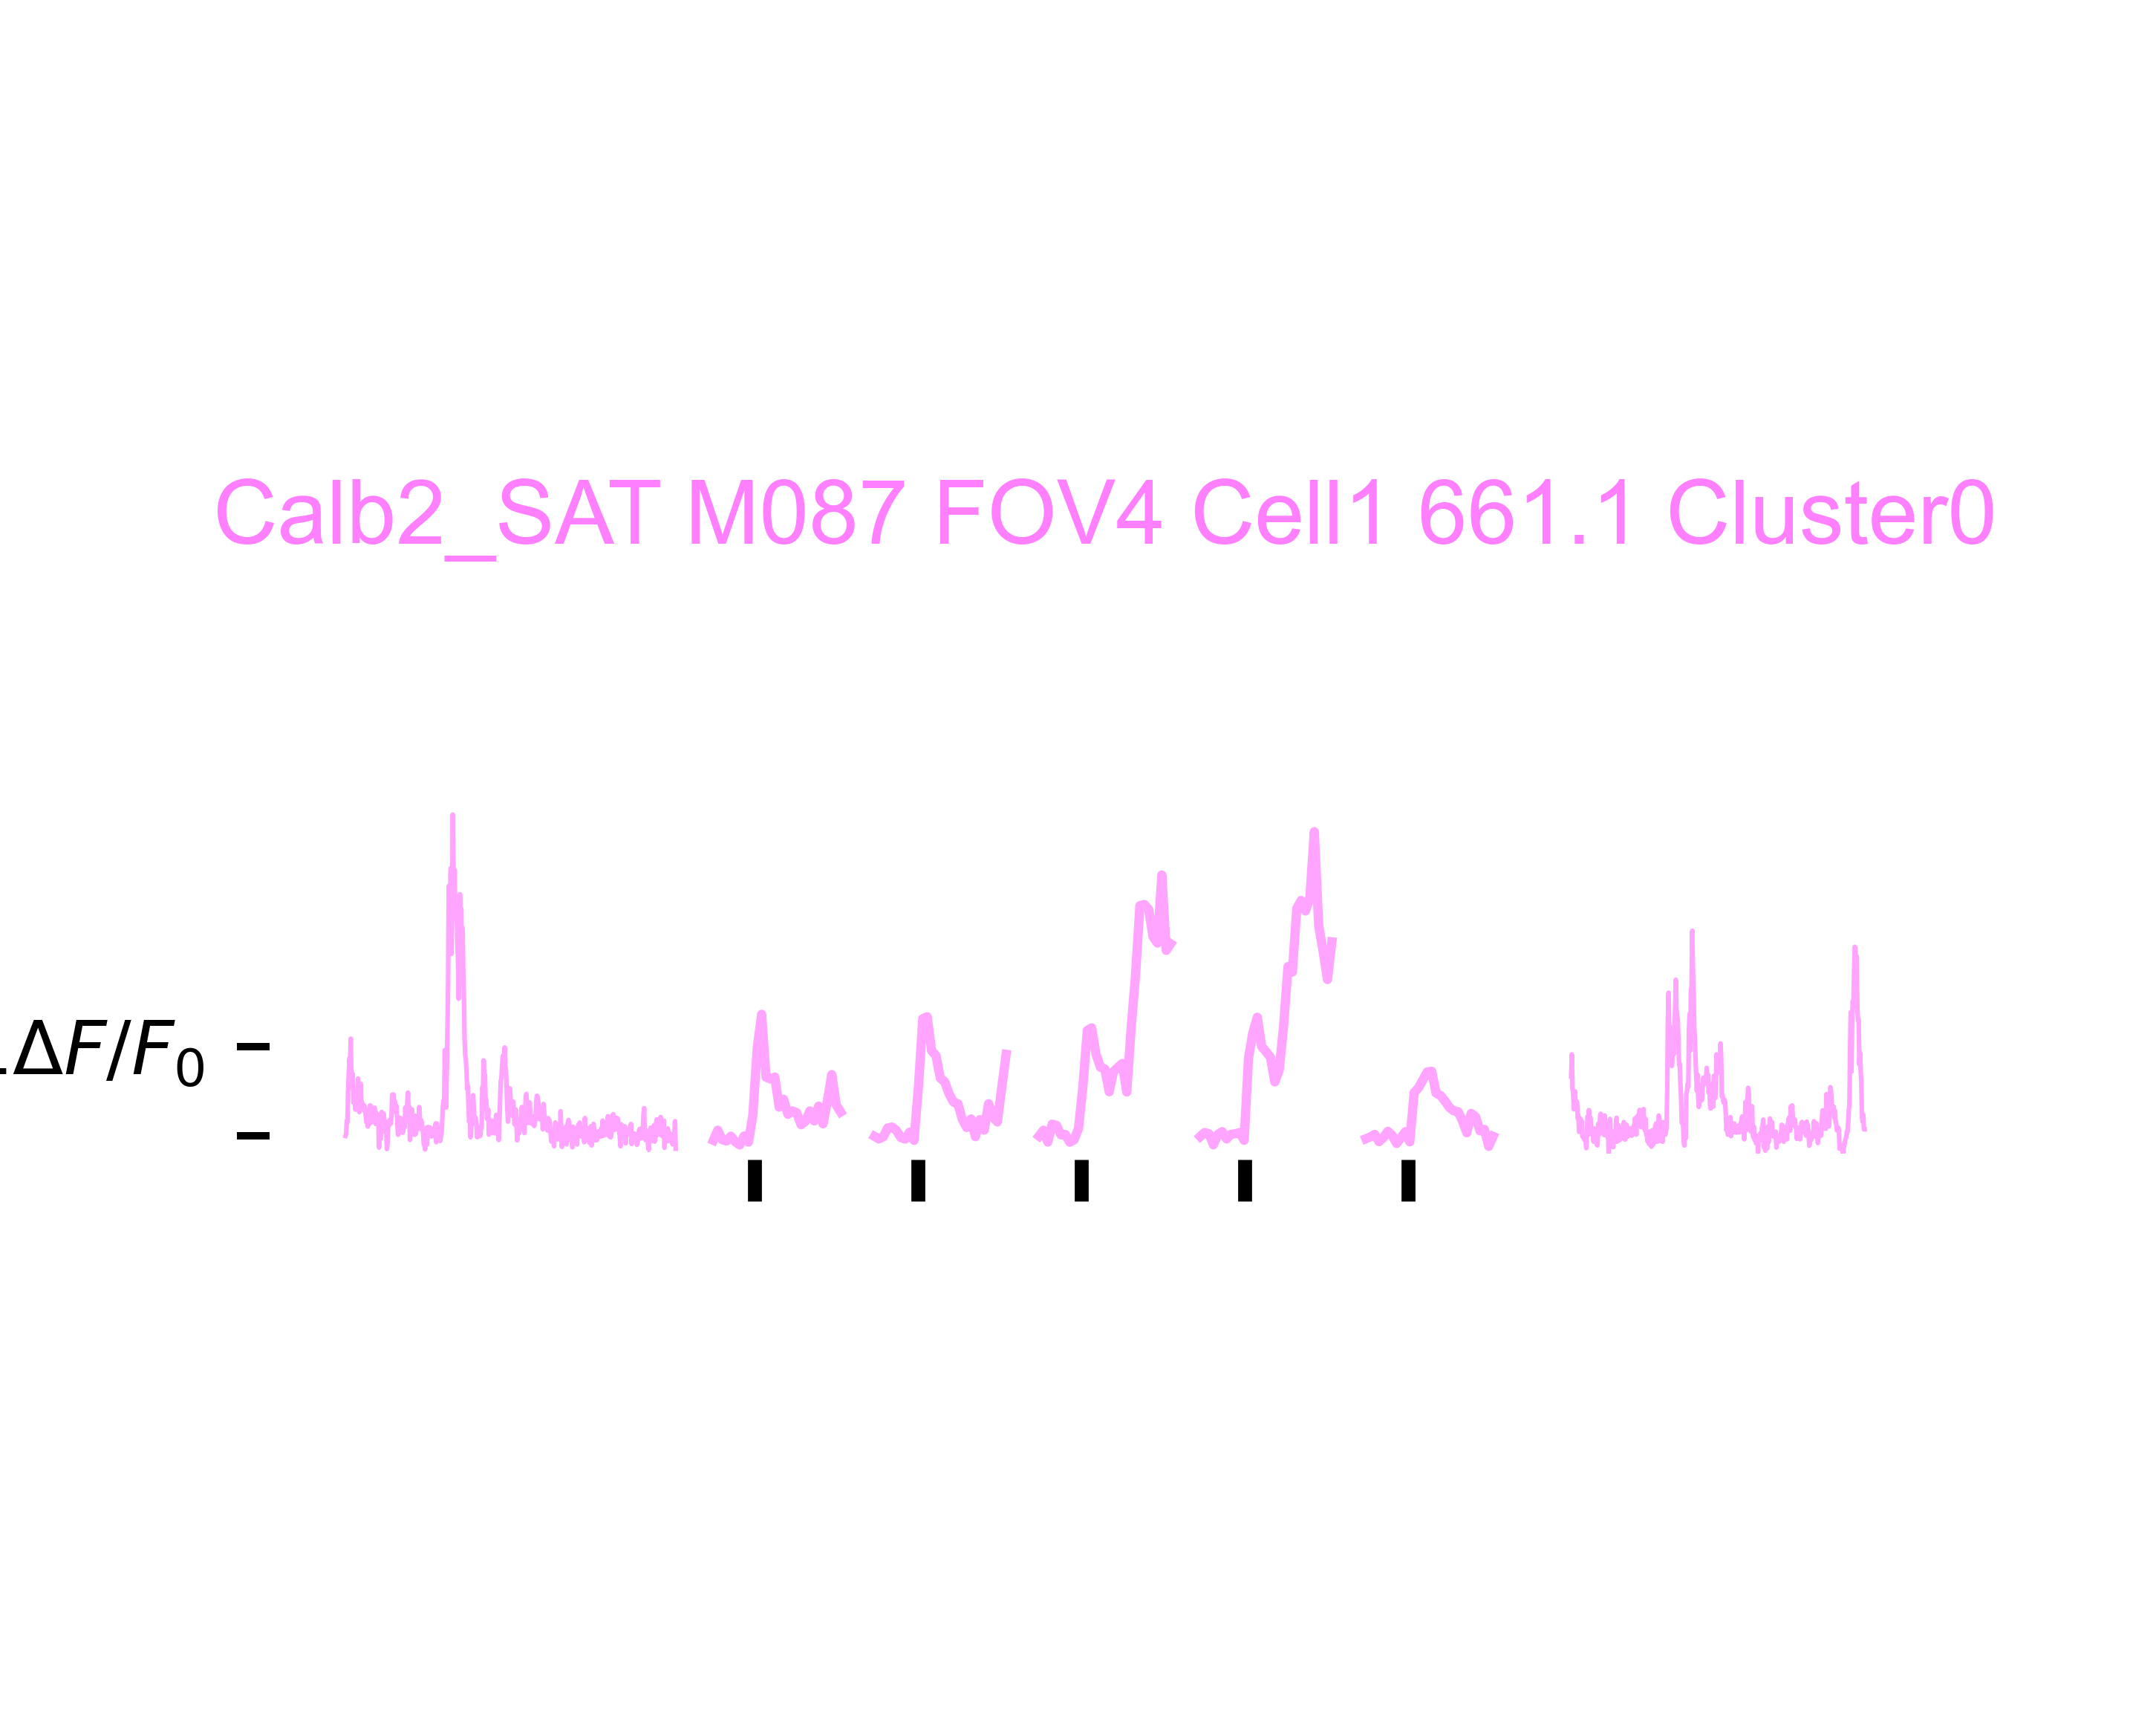 Calb2_SAT M087 FOV4 Cell1 661.1 Cluster0
.ΔF/F₀